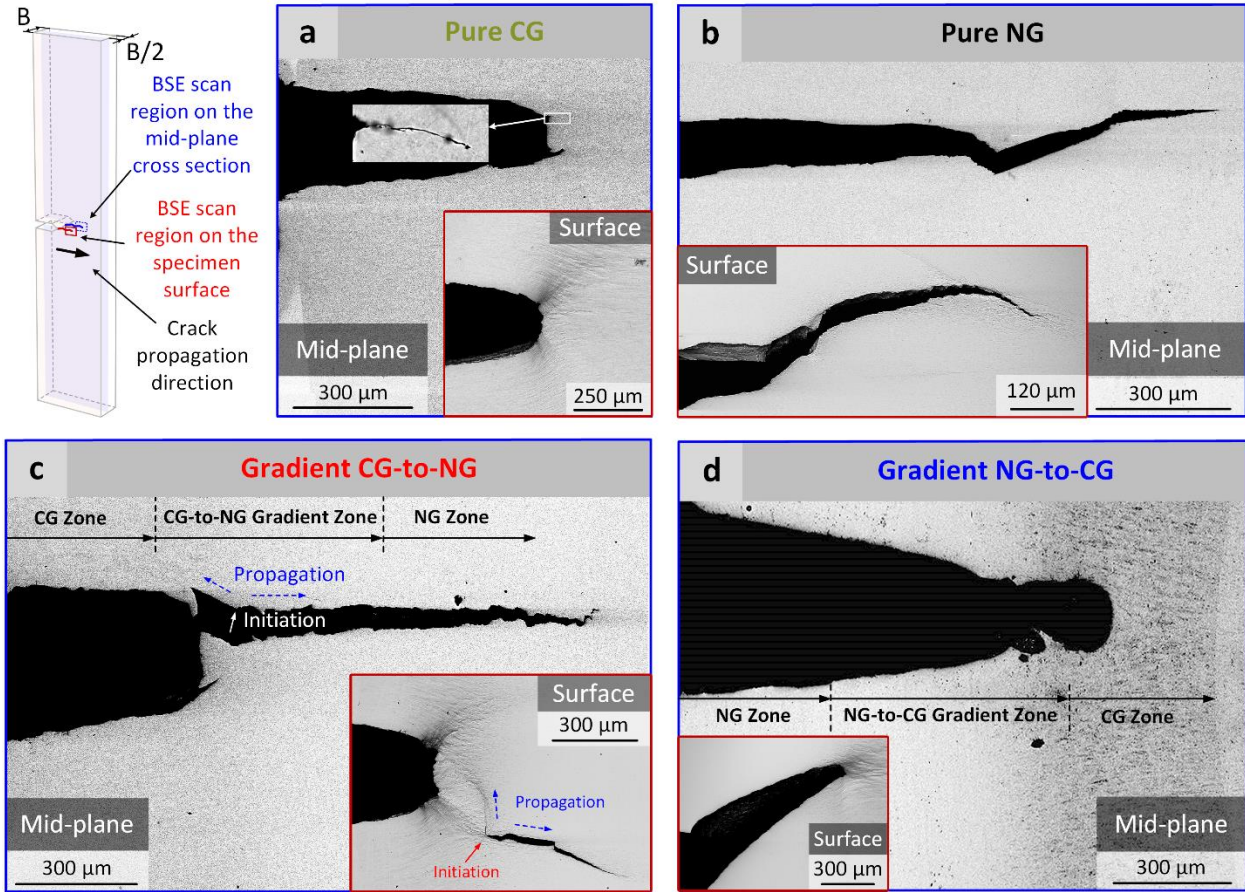 B
B/2
BSE scan
region on the
mid-plane
cross section
BSE scan
region on the
specimen
surface
Crack
propagation
direction
a
Pure CG
Surface
250 µm
Mid-plane
300 µm
b
Pure NG
Surface
120 µm
Mid-plane
300 µm
c
Gradient CG-to-NG
CG Zone
CG-to-NG Gradient Zone
NG Zone
Propagation
Initiation
Surface
300 µm
Propagation
Initiation
Mid-plane
300 µm
d
Gradient NG-to-CG
NG Zone
NG-to-CG Gradient Zone
CG Zone
Surface
300 µm
Mid-plane
300 µm